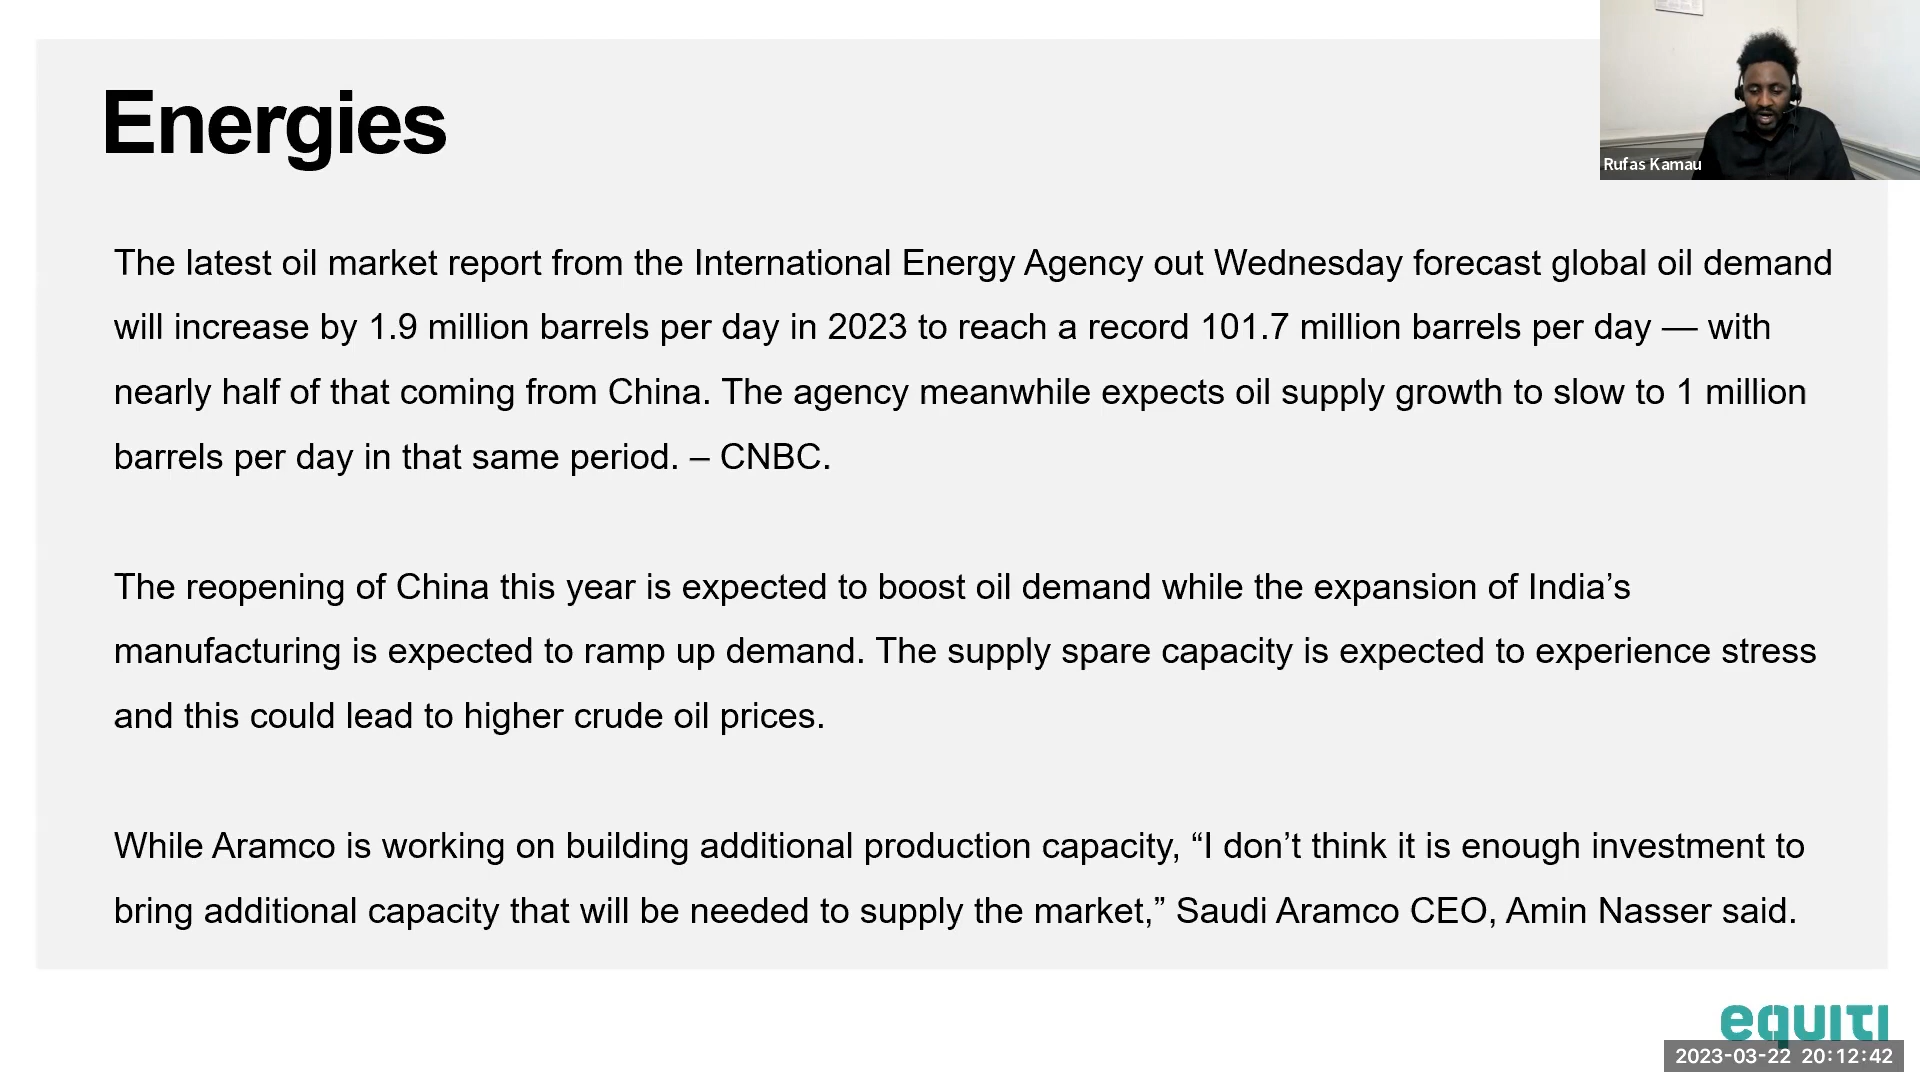 Energies
Rufas Kamau
The latest oil market report from the International Energy Agency out Wednesday forecast global oil demand
will increase by 1.9 million barrels per day in 2023 to reach a record 101.7 million barrels per day — with
nearly half of that coming from China. The agency meanwhile expects oil supply growth to slow to 1 million
barrels per day in that same period. – CNBC.
The reopening of China this year is expected to boost oil demand while the expansion of India’s
manufacturing is expected to ramp up demand. The supply spare capacity is expected to experience stress
and this could lead to higher crude oil prices.
While Aramco is working on building additional production capacity, “I don’t think it is enough investment to
bring additional capacity that will be needed to supply the market,” Saudi Aramco CEO, Amin Nasser said.
equiti
2023-03-22 20:12:42